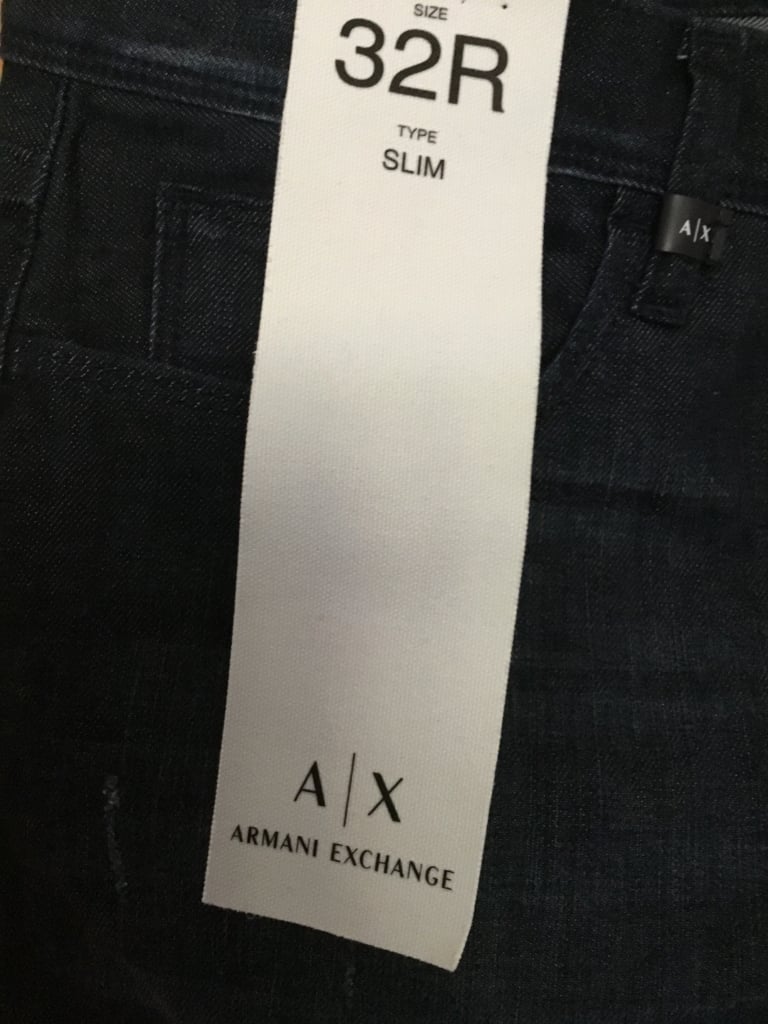 SIZE
32R
TYPE
SLIM
A|X
A|X
ARMANI EXCHANGE